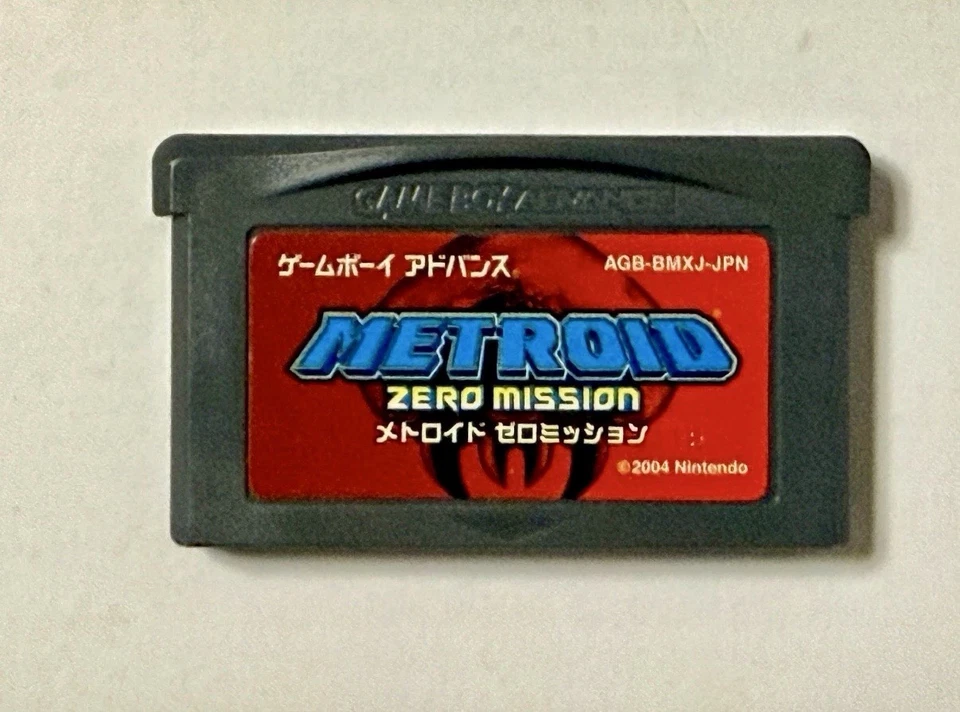 GAME BOY ADVANCE
ゲームボーイ アドバンス
AGB-BMXJ-JPN
METROID
ZERO MISSION
メトロイド ゼロミッション
©2004 Nintendo